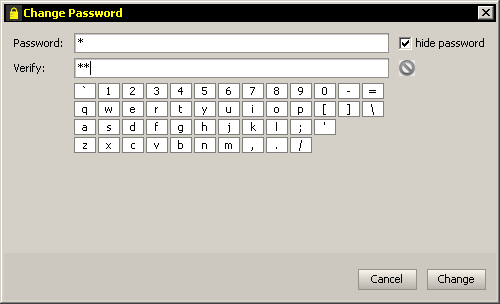 Change Password
Password: * hide password
Verify: **
` 1 2 3 4 5 6 7 8 9 0 - =
q w e r t y u i o p [ ] \
a s d f g h j k l ; '
z x c v b n m , . /
Cancel Change